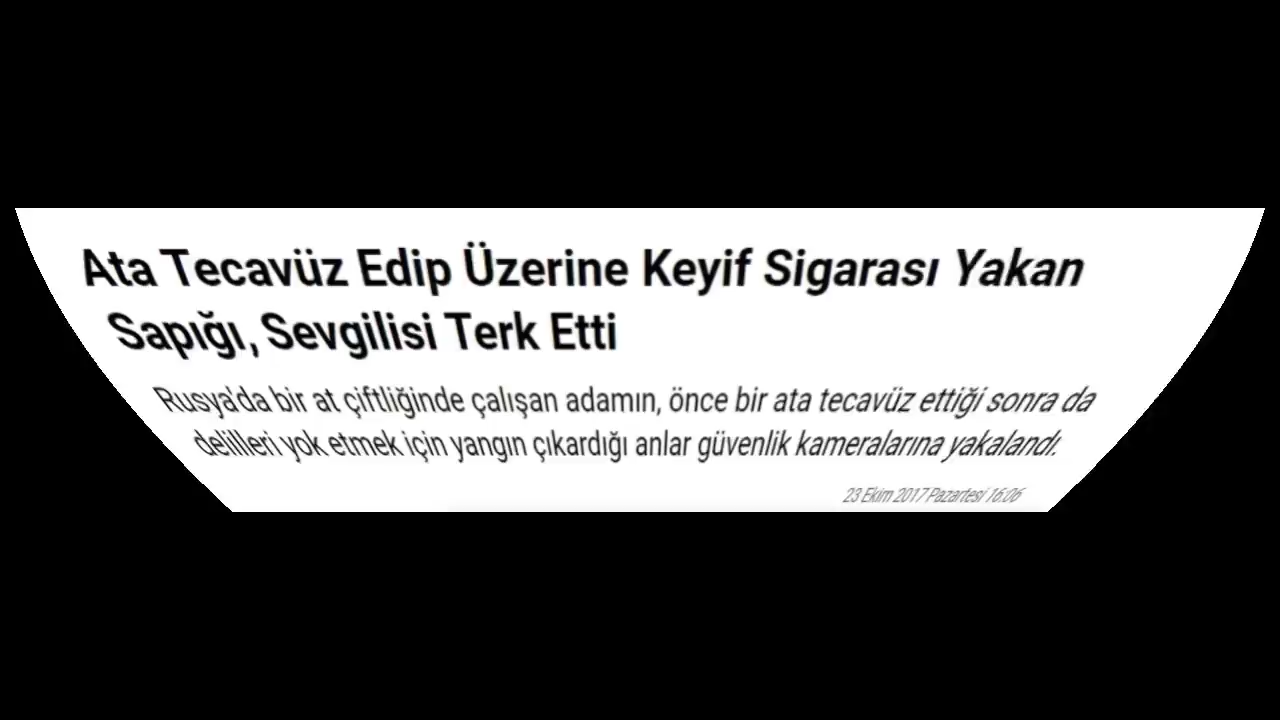 Ata Tecavüz Edip Üzerine Keyif Sigarası Yakan
Sapığı, Sevgilisi Terk Etti
Rusya'da bir at çiftliğinde çalışan adamın, önce bir ata tecavüz ettiği sonra da
delilleri yok etmek için yangın çıkardığı anlar güvenlik kameralarına yakalandı.
23 Ekim 2017 Pazartesi 16:06